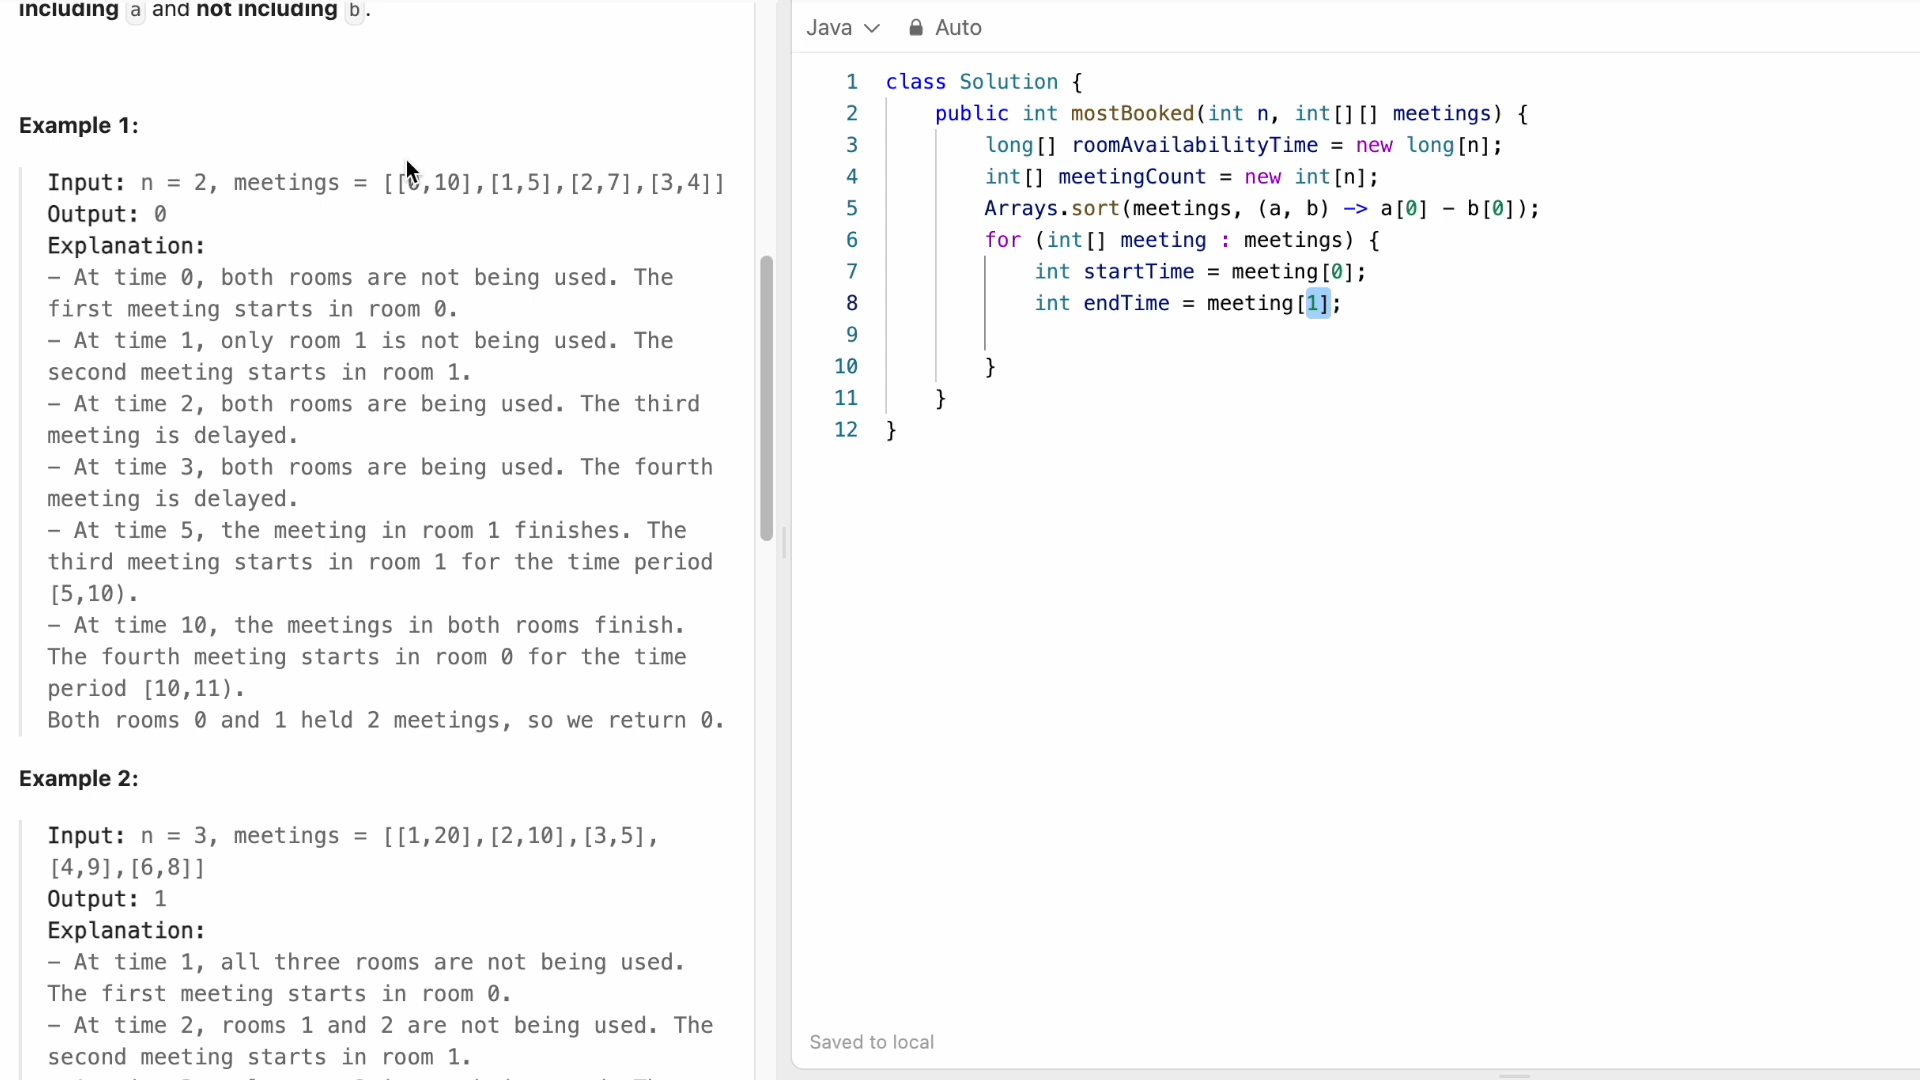 including a and not including b.
Example 1:
Input: n = 2, meetings = [[0,10],[1,5],[2,7],[3,4]]
Output: 0
Explanation:
- At time 0, both rooms are not being used. The
first meeting starts in room 0.
- At time 1, only room 1 is not being used. The
second meeting starts in room 1.
- At time 2, both rooms are being used. The third
meeting is delayed.
- At time 3, both rooms are being used. The fourth
meeting is delayed.
- At time 5, the meeting in room 1 finishes. The
third meeting starts in room 1 for the time period
[5,10).
- At time 10, the meetings in both rooms finish.
The fourth meeting starts in room 0 for the time
period [10,11).
Both rooms 0 and 1 held 2 meetings, so we return 0.
Example 2:
Input: n = 3, meetings = [[1,20],[2,10],[3,5],
[4,9],[6,8]]
Output: 1
Explanation:
- At time 1, all three rooms are not being used.
The first meeting starts in room 0.
- At time 2, rooms 1 and 2 are not being used. The
second meeting starts in room 1.
Java Auto
1 class Solution {
2 public int mostBooked(int n, int[][] meetings) {
3 long[] roomAvailabilityTime = new long[n];
4 int[] meetingCount = new int[n];
5 Arrays.sort(meetings, (a, b) -> a[0] - b[0]);
6 for (int[] meeting : meetings) {
7 int startTime = meeting[0];
8 int endTime = meeting[1];
9
10 }
11 }
12 }
Saved to local